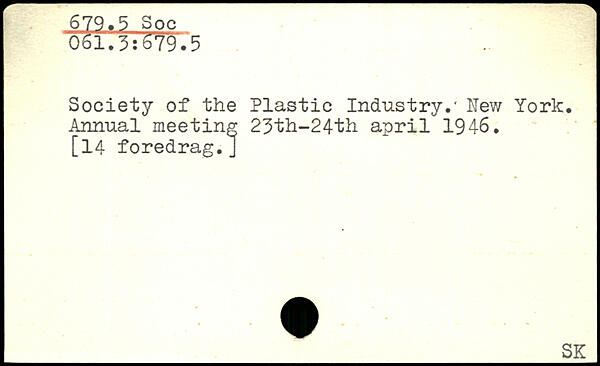 679.5 Soc
061.3:679.5
Society of the Plastic Industry. New York.
Annual meeting 23th-24th april 1946.
[14 foredrag.]
SK